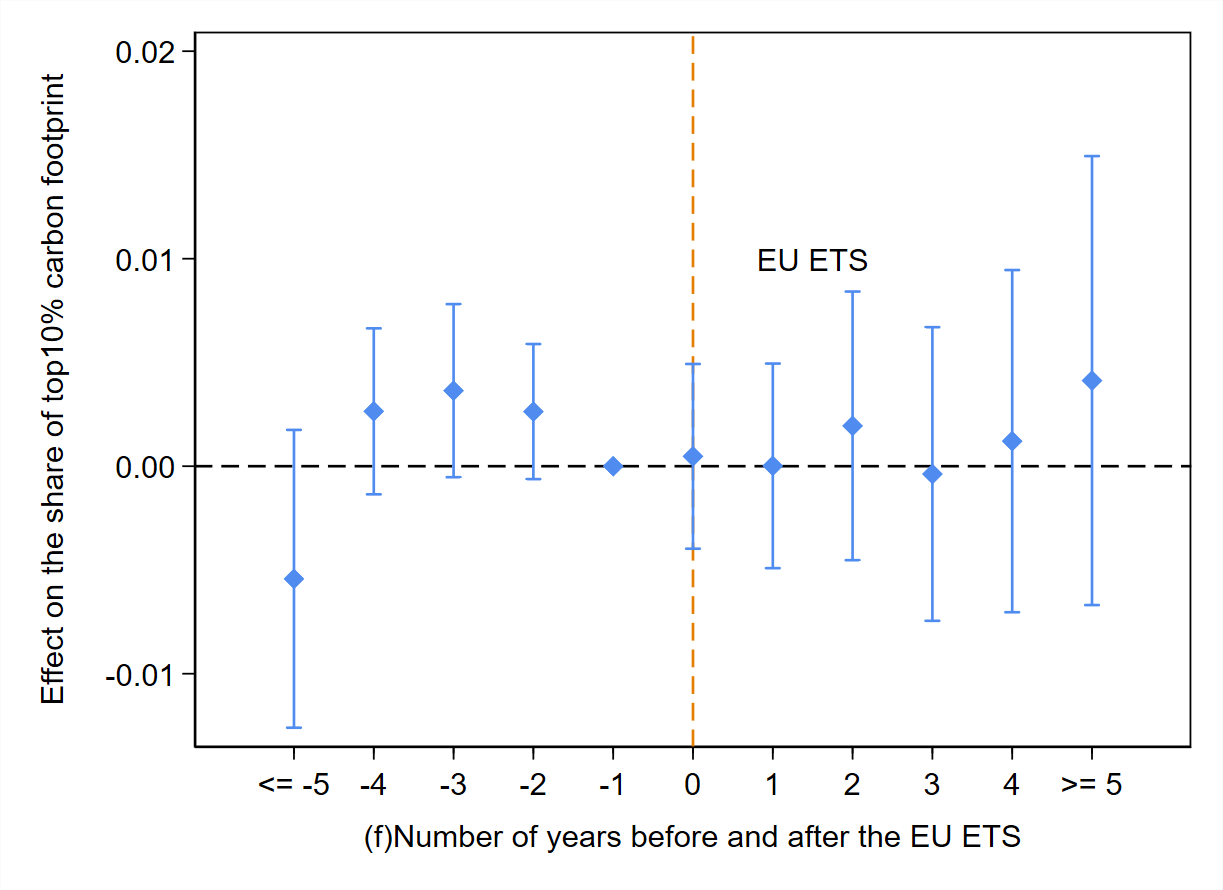 Effect on the share of top10% carbon footprint
0.02
0.01
0.00
-0.01
EU ETS
<= -5 -4 -3 -2 -1 0 1 2 3 4 >= 5
(f)Number of years before and after the EU ETS